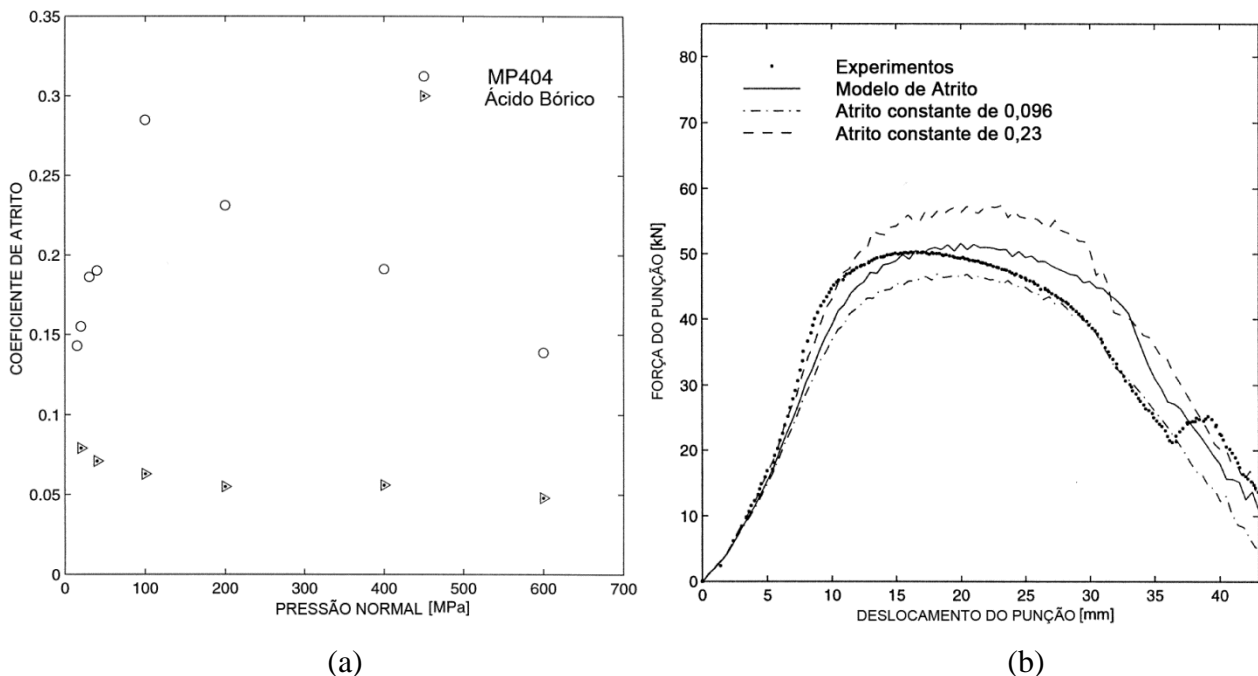 0.35
0.3
0.25
0.2
0.15
0.1
0.05
0
COEFICIENTE DE ATRITO
MP404
Ácido Bórico
0 100 200 300 400 500 600 700
PRESSÃO NORMAL [MPa]
(a)
80
70
60
50
40
30
20
10
0
FORÇA DO PUNÇÃO [kN]
Experimentos
Modelo de Atrito
Atrito constante de 0,096
Atrito constante de 0,23
0 5 10 15 20 25 30 35 40
DESLOCAMENTO DO PUNÇÃO [mm]
(b)